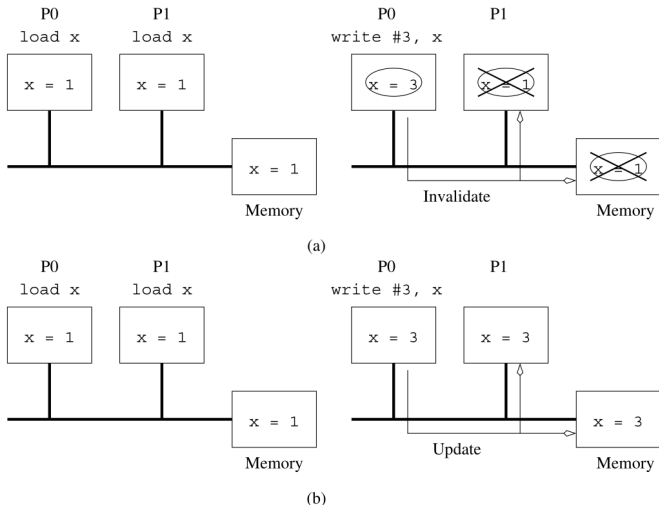 P0 P1 P0 P1
load x load x write #3, x
x = 1 x = 1 x = 3 x = 1
x = 1 x = 1
Invalidate
Memory Memory
(a)
P0 P1 P0 P1
load x load x write #3, x
x = 1 x = 1 x = 3 x = 3
x = 1 x = 3
Update
Memory Memory
(b)